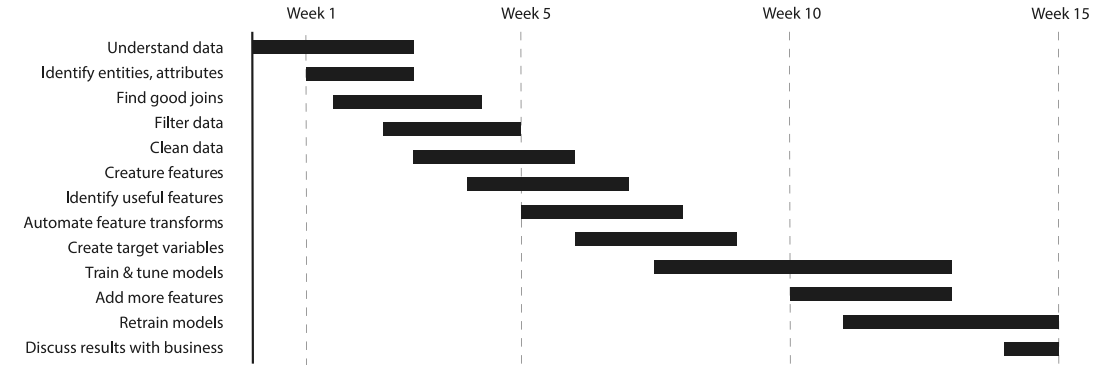 Week 1 Week 5 Week 10 Week 15
Understand data
Identify entities, attributes
Find good joins
Filter data
Clean data
Creature features
Identify useful features
Automate feature transforms
Create target variables
Train & tune models
Add more features
Retrain models
Discuss results with business